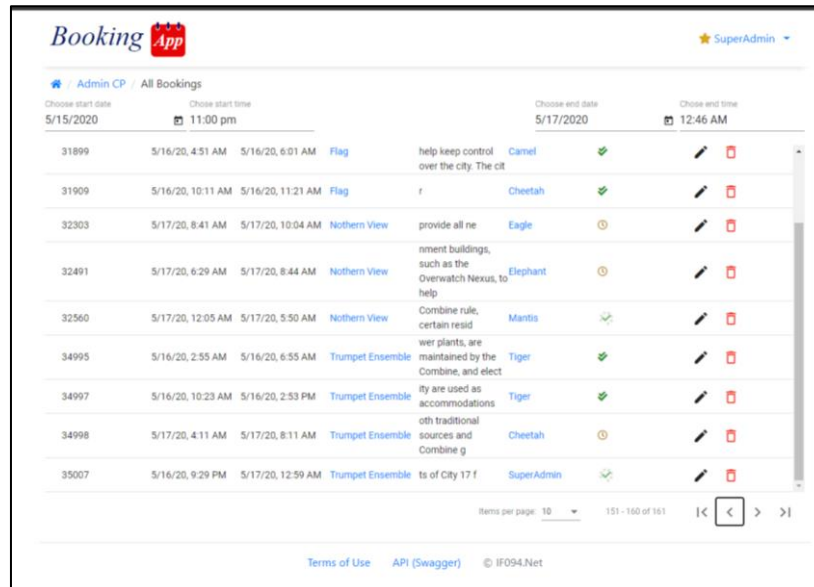 Booking App
SuperAdmin
/ Admin CP / All Bookings
Choose start date Chose start time Choose end date Chose end time
5/15/2020 11:00 pm 5/17/2020 12:46 AM
31899 5/16/20, 4:51 AM 5/16/20, 6:01 AM Flag help keep control Camel
over the city. The cit
31909 5/16/20, 10:11 AM 5/16/20, 11:21 AM Flag r Cheetah
32303 5/17/20, 8:41 AM 5/17/20, 10:04 AM Nothern View provide all ne Eagle
nment buildings,
such as the
32491 5/17/20, 6:29 AM 5/17/20, 8:44 AM Nothern View Overwatch Nexus, to Elephant
help
32560 5/17/20, 12:05 AM 5/17/20, 5:50 AM Nothern View Combine rule, Mantis
certain resid
wer plants, are
34995 5/16/20, 2:55 AM 5/16/20, 6:55 AM Trumpet Ensemble maintained by the Tiger
Combine, and elect
34997 5/16/20, 10:23 AM 5/16/20, 2:53 PM Trumpet Ensemble ity are used as Tiger
accommodations
oth traditional
34998 5/17/20, 4:11 AM 5/17/20, 8:11 AM Trumpet Ensemble sources and Cheetah
Combine g
35007 5/16/20, 9:29 PM 5/17/20, 12:59 AM Trumpet Ensemble ts of City 17 f SuperAdmin
Items per page: 10 151 - 160 of 161
Terms of Use API (Swagger) © IF094.Net